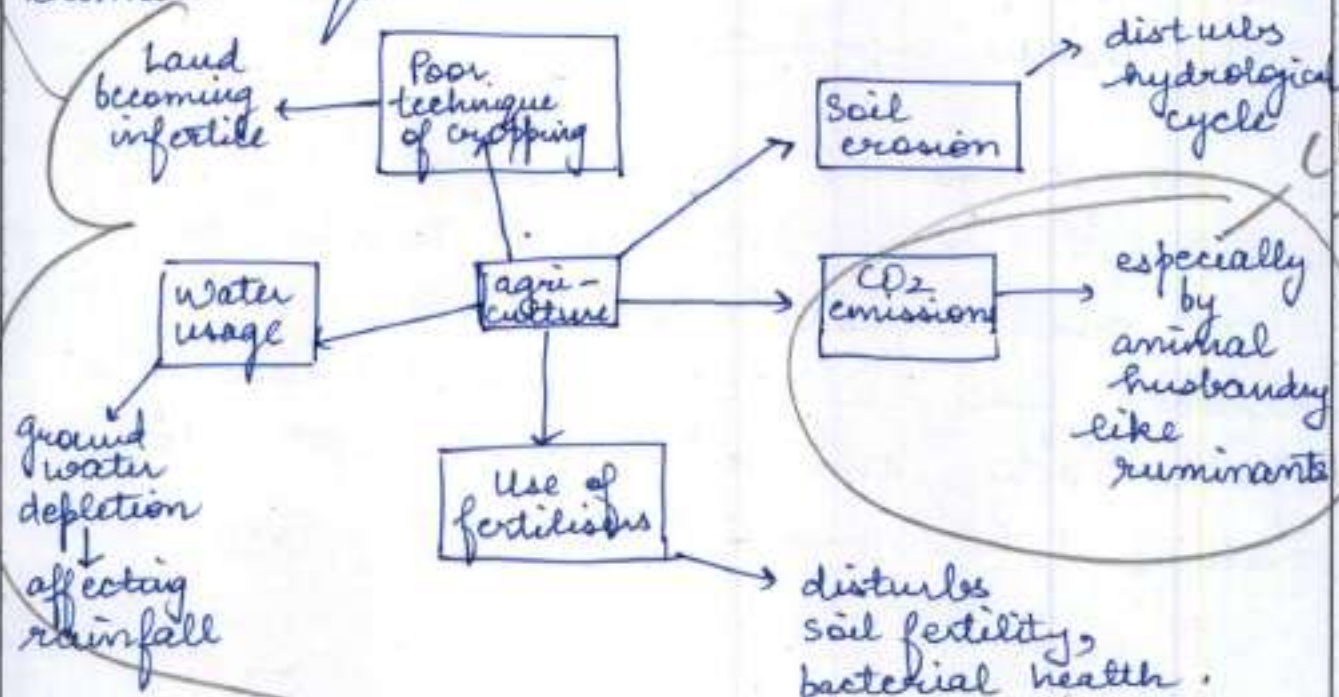 Land
becoming
infertile
Poor
technique
of cropping
Soil
erosion
disturbs
hydrological
cycle
Water
usage
agri-
culture
CO2
emissions
especially
by
animal
husbandry
like
ruminants
ground
water
depletion
affecting
rainfall
Use of
fertilisers
disturbs
soil fertility,
bacterial health.